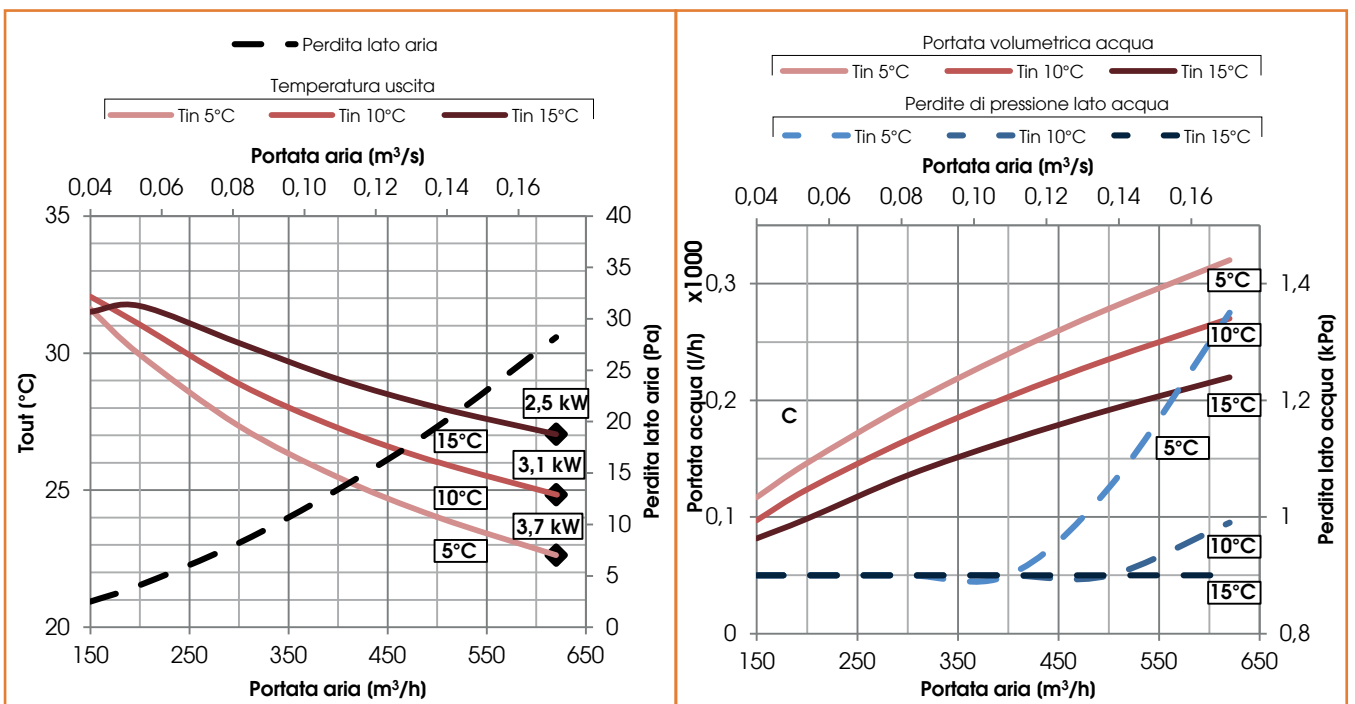 Perdita lato aria
Temperatura uscita
Tin 5°C Tin 10°C Tin 15°C
Portata aria (m³/s)
0,04 0,06 0,08 0,10 0,12 0,14 0,16
35
30
25
20
Tout (°C)
40
35
30
25
20
15
10
5
0
Perdita lato aria (Pa)
2,5 kW
15°C
3,1 kW
10°C
3,7 kW
5°C
150 250 350 450 550 650
Portata aria (m³/h)
Portata volumetrica acqua
Tin 5°C Tin 10°C Tin 15°C
Perdite di pressione lato acqua
Tin 5°C Tin 10°C Tin 15°C
Portata aria (m³/s)
0,04 0,06 0,08 0,10 0,12 0,14 0,16
x1000
0,3
0,2
0,1
0
Portata acqua (l/h)
1,4
1,2
1
0,8
Perdita lato acqua (kPa)
C
5°C
10°C
15°C
5°C
10°C
15°C
150 250 350 450 550 650
Portata aria (m³/h)